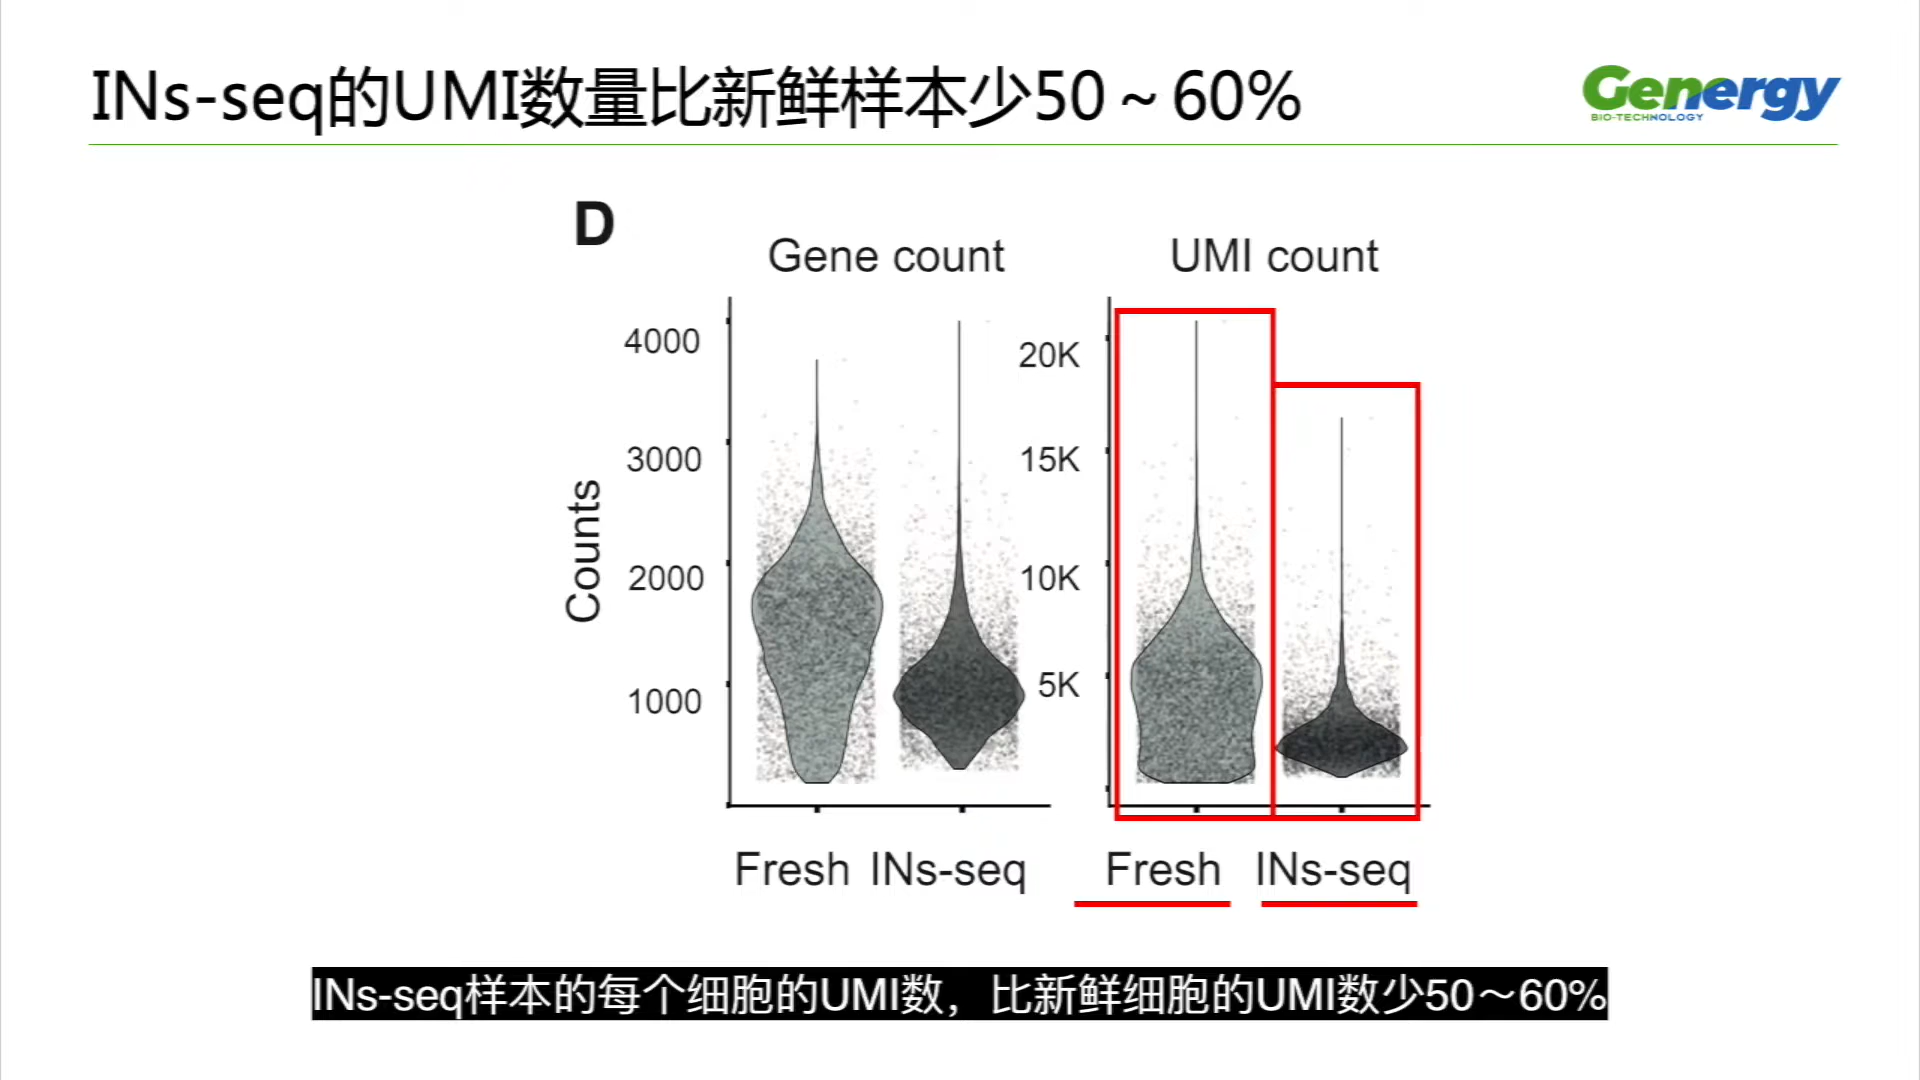 INs-seq的UMI数量比新鲜样本少50～60%
Genergy
BIO-TECHNOLOGY
D
Gene count
UMI count
Counts
4000
3000
2000
1000
20K
15K
10K
5K
Fresh INs-seq
Fresh INs-seq
INs-seq样本的每个细胞的UMI数，比新鲜细胞的UMI数少50～60%